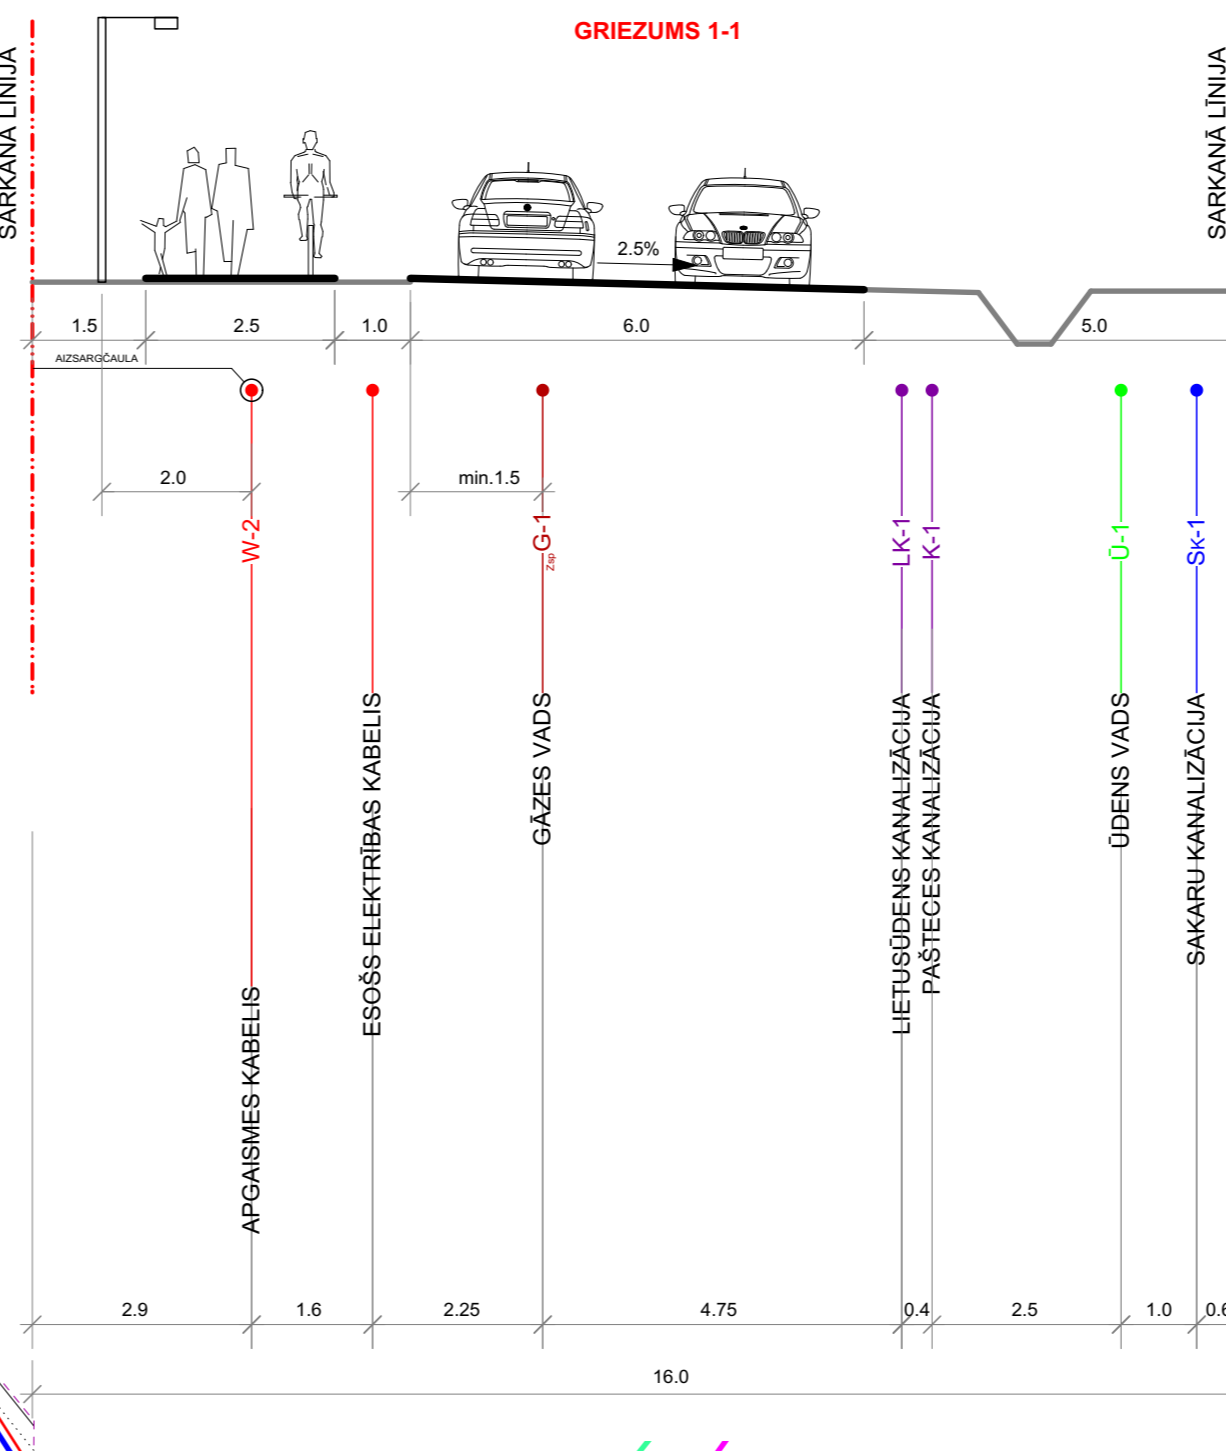 GRIEZUMS 1-1
SARKANĀ LĪNIJA
SARKANĀ LĪNIJA
2.5%
1.5
2.5
1.0
6.0
5.0
AIZSARGČAULA
2.0
min.1.5
W-2
Zsp G-1
LK-1
K-1
Ū-1
SK-1
APGAISMES KABELIS
ESOŠS ELEKTRĪBAS KABELIS
GĀZES VADS
LIETUSŪDENS KANALIZĀCIJA
PAŠTECES KANALIZĀCIJA
ŪDENS VADS
SAKARU KANALIZĀCIJA
2.9
1.6
2.25
4.75
0.4
2.5
1.0
0.6
16.0